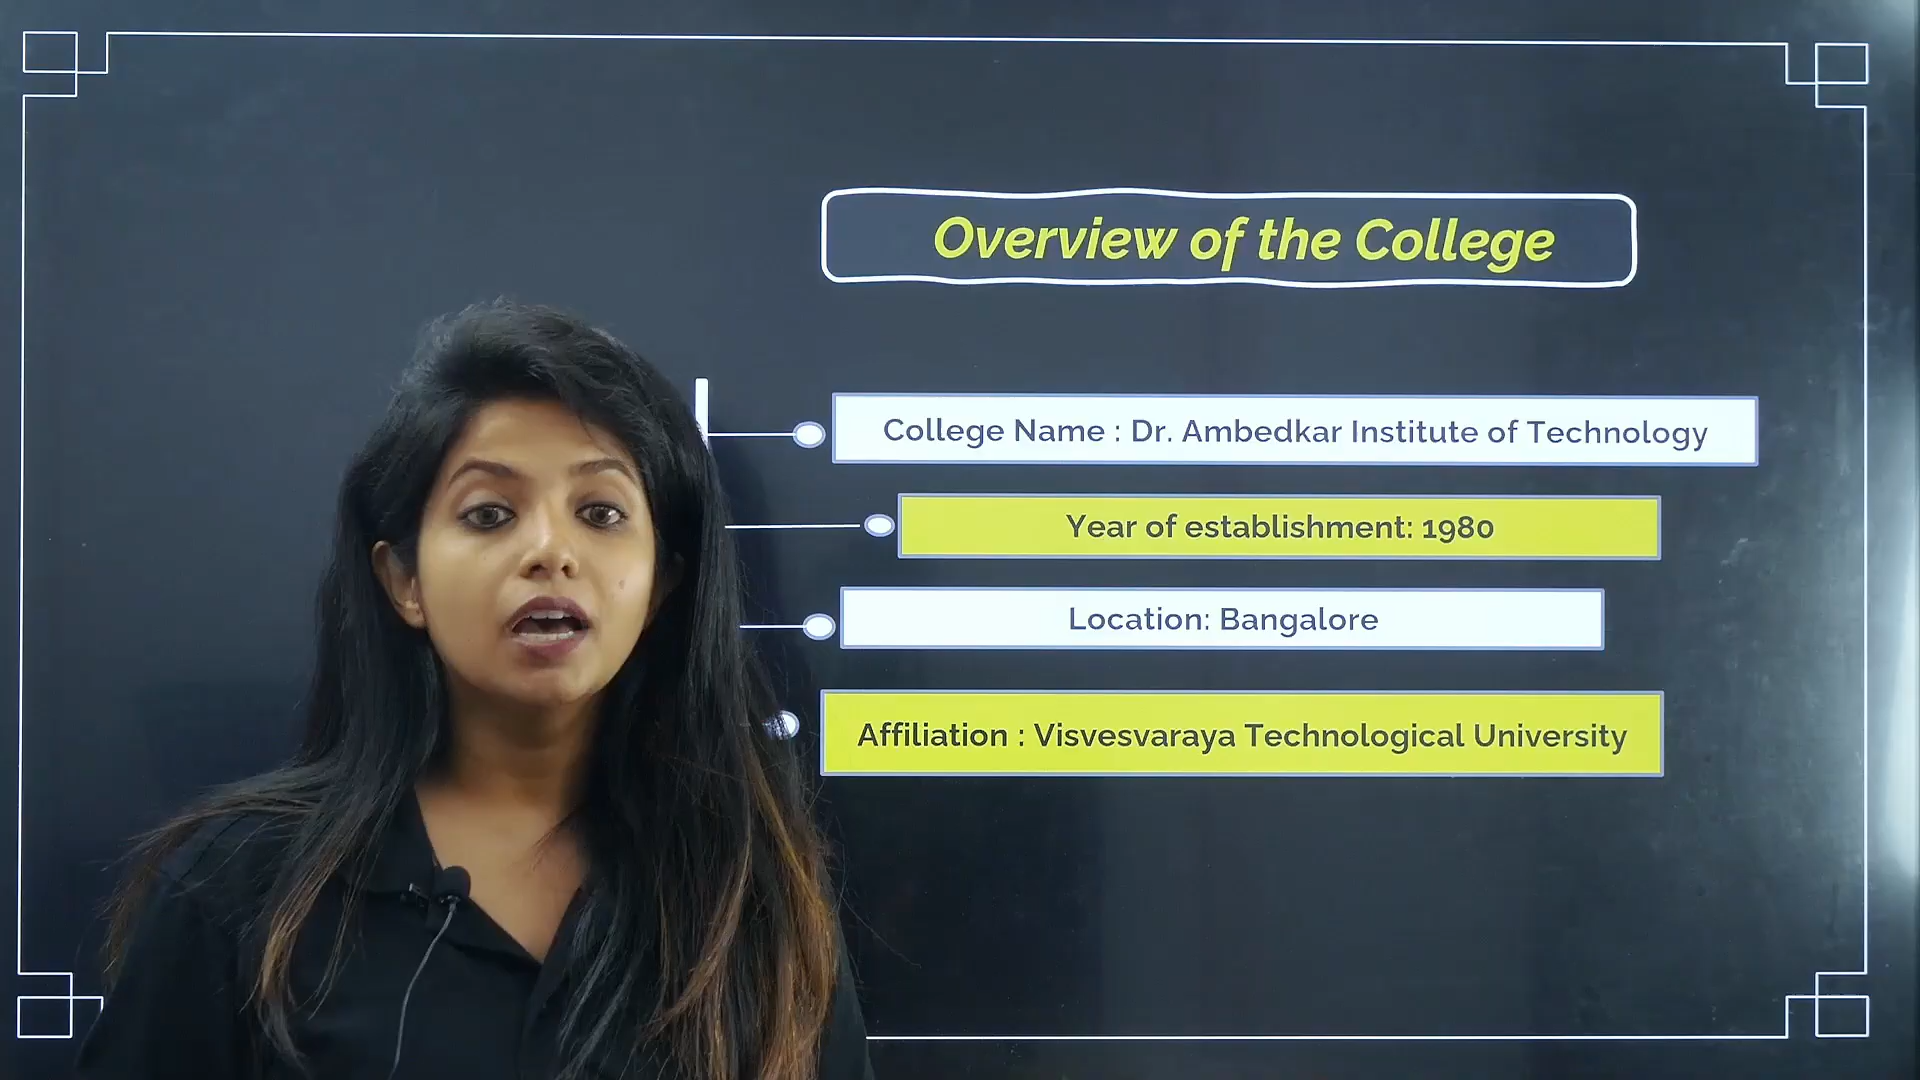 Overview of the College
College Name : Dr. Ambedkar Institute of Technology
Year of establishment: 1980
Location: Bangalore
Affiliation : Visvesvaraya Technological University